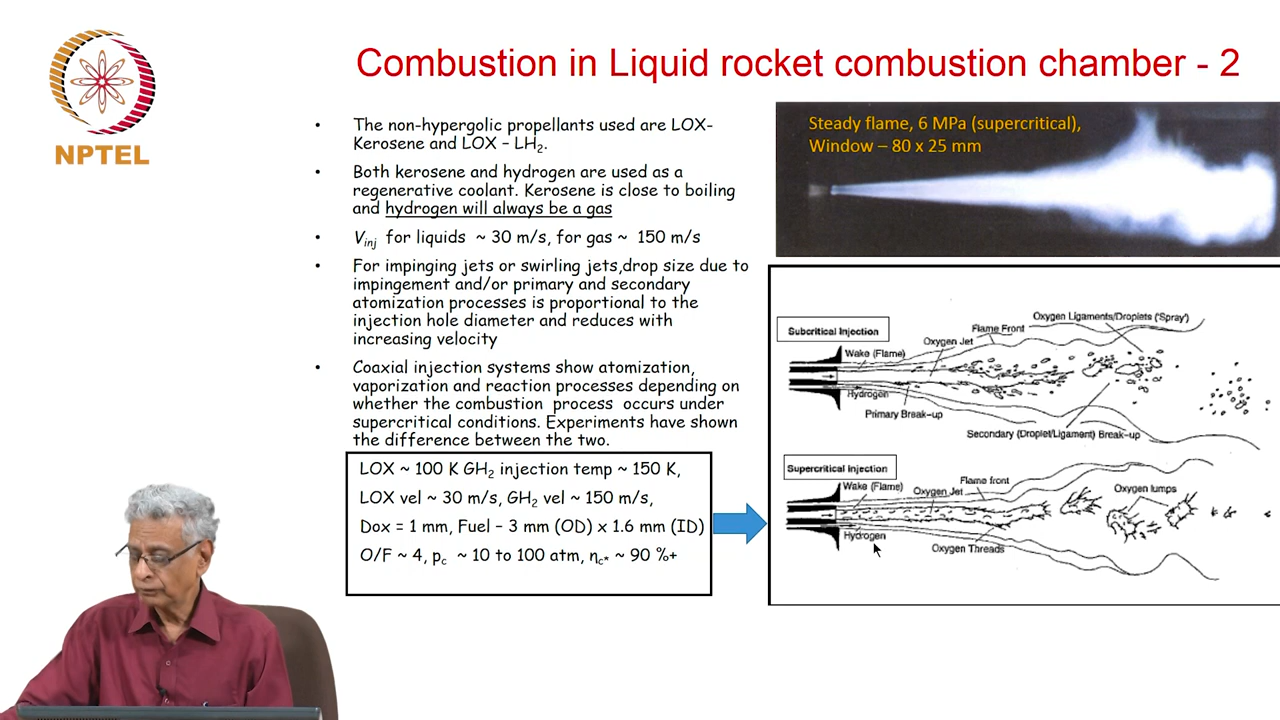 Combustion in Liquid rocket combustion chamber - 2
NPTEL
• The non-hypergolic propellants used are LOX-
Kerosene and LOX – LH2.
• Both kerosene and hydrogen are used as a
regenerative coolant. Kerosene is close to boiling
and hydrogen will always be a gas
• Vinj for liquids ~ 30 m/s, for gas ~ 150 m/s
• For impinging jets or swirling jets,drop size due to
impingement and/or primary and secondary
atomization processes is proportional to the
injection hole diameter and reduces with
increasing velocity
• Coaxial injection systems show atomization,
vaporization and reaction processes depending on
whether the combustion process occurs under
supercritical conditions. Experiments have shown
the difference between the two.
LOX ~ 100 K GH2 injection temp ~ 150 K,
LOX vel ~ 30 m/s, GH2 vel ~ 150 m/s,
Dox = 1 mm, Fuel – 3 mm (OD) x 1.6 mm (ID)
O/F ~ 4, pc ~ 10 to 100 atm, ηc* ~ 90 %+
Steady flame, 6 MPa (supercritical),
Window – 80 x 25 mm
Subcritical Injection
Oxygen Ligaments/Droplets ('Spray')
Flame Front
Oxygen Jet
Wake (Flame)
Hydrogen
Primary Break-up
Secondary (Droplet/Ligament) Break-up
Supercritical Injection
Wake (Flame)
Oxygen Jet
Flame front
Oxygen lumps
Hydrogen
Oxygen Threads